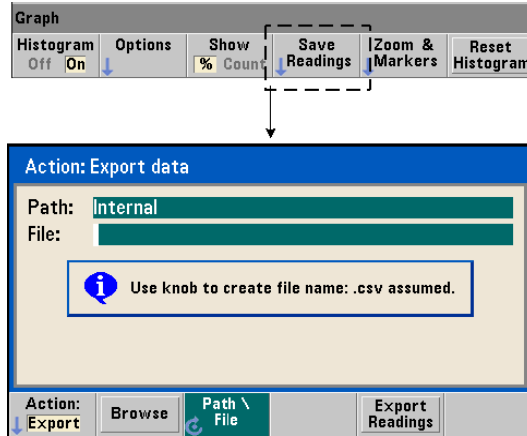 Graph
Histogram Options Show Save Zoom & Reset
Off On % Count Readings Markers Histogram
Action: Export data
Path: Internal
File:
i Use knob to create file name: .csv assumed.
Action: Browse Path \ Export
Export File Readings